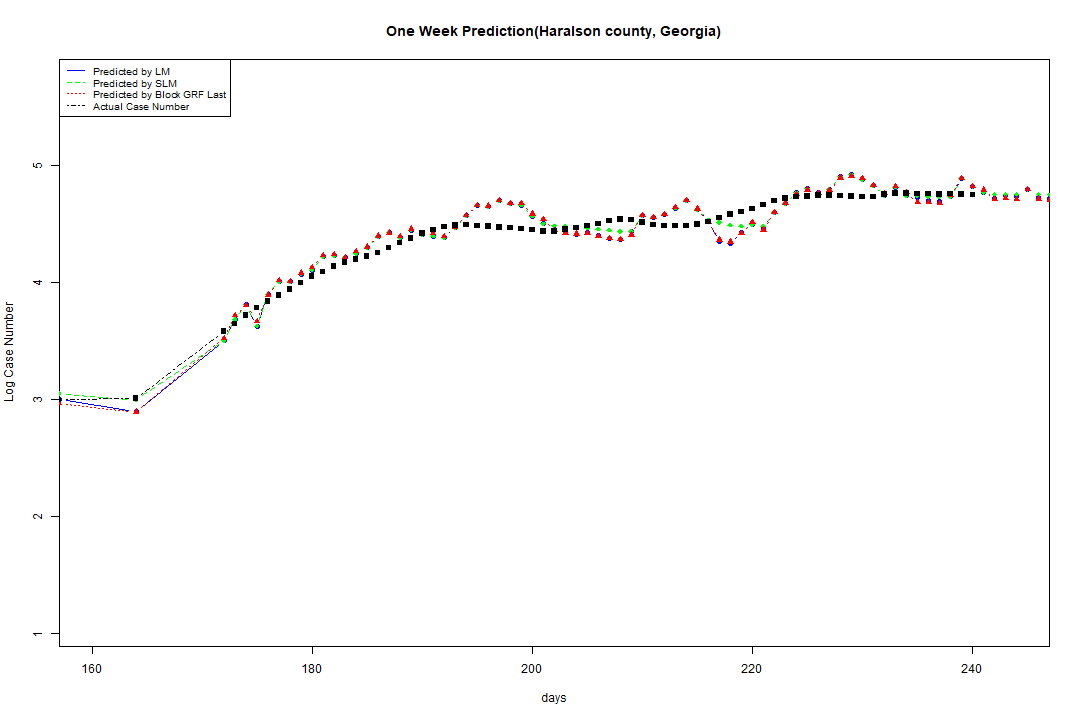 One Week Prediction(Haralson county, Georgia)
Predicted by LM
Predicted by SLM
Predicted by Block GRF Last
Actual Case Number
5
4
3
2
1
Log Case Number
160 180 200 220 240
days